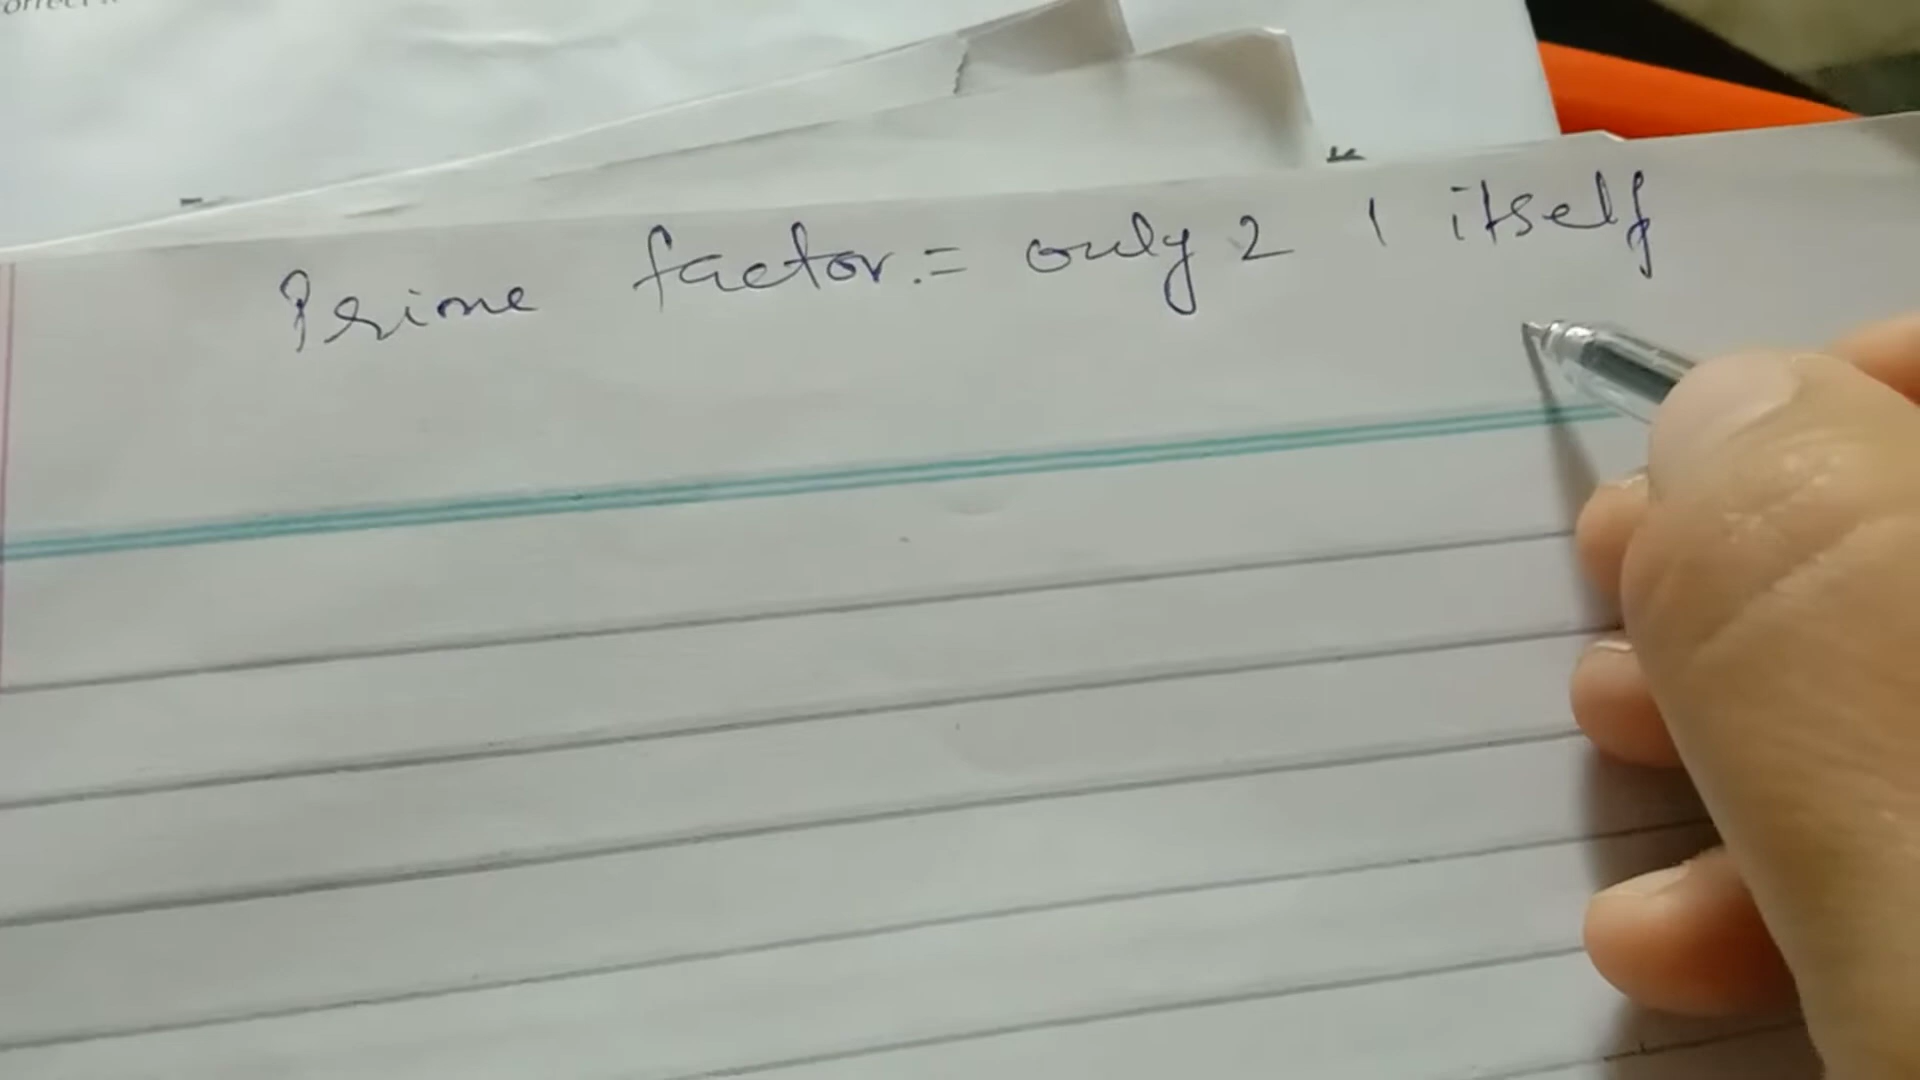 Prime factor. = only 2 1 itself